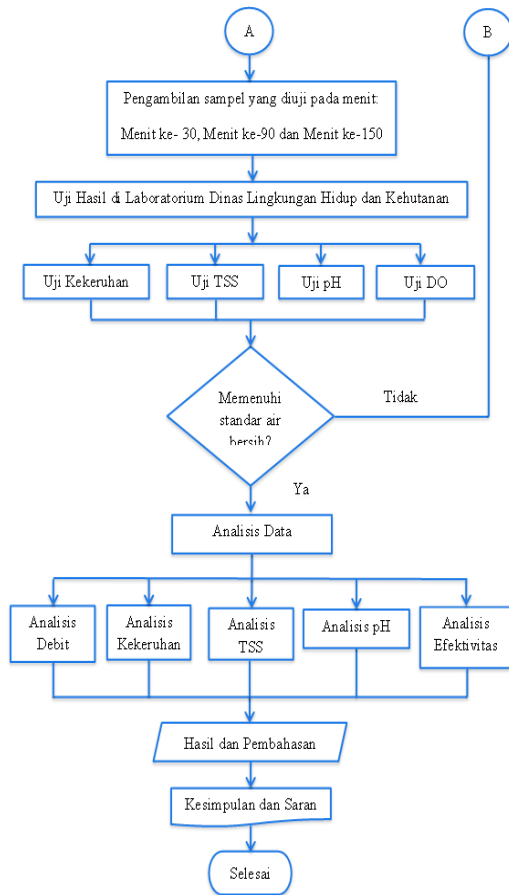 A
B
Pengambilan sampel yang diuji pada menit:
Menit ke- 30, Menit ke-90 dan Menit ke-150
Uji Hasil di Laboratorium Dinas Lingkungan Hidup dan Kehutanan
Uji Kekeruhan
Uji TSS
Uji pH
Uji DO
Memenuhi
standar air
bersih?
Tidak
Ya
Analisis Data
Analisis
Debit
Analisis
Kekeruhan
Analisis
TSS
Analisis pH
Analisis
Efektivitas
Hasil dan Pembahasan
Kesimpulan dan Saran
Selesai